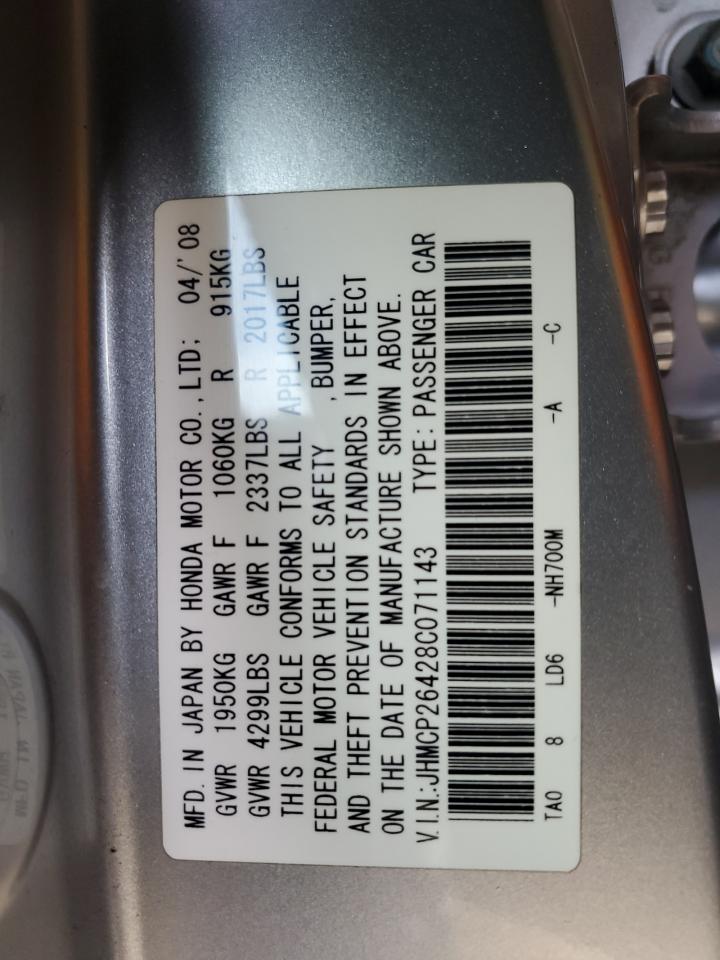 MFD. IN JAPAN BY HONDA MOTOR CO., LTD; 04/'08
GVWR 1950KG GAWR F 1060KG R 915KG
GVWR 4299LBS GAWR F 2337LBS R 2017LBS
THIS VEHICLE CONFORMS TO ALL APPLICABLE
FEDERAL MOTOR VEHICLE SAFETY , BUMPER,
AND THEFT PREVENTION STANDARDS IN EFFECT
ON THE DATE OF MANUFACTURE SHOWN ABOVE.
V.I.N.:JHMCP26428C071143 TYPE:PASSENGER CAR
TA0 8 LD6 -NH700M -A -C